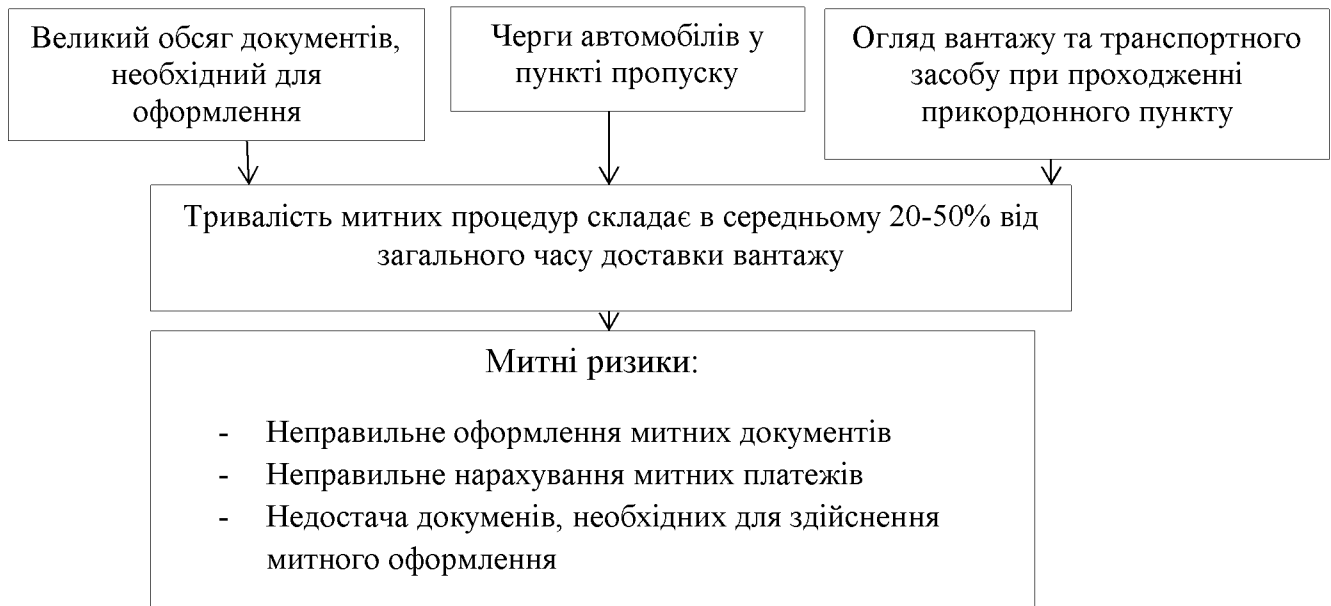 Великий обсяг документів,
необхідний для
оформлення
Черги автомобілів у
пункті пропуску
Огляд вантажу та транспортного
засобу при проходженні
прикордонного пункту
Тривалість митних процедур складає в середньому 20-50% від
загального часу доставки вантажу
Митні ризики:
- Неправильне оформлення митних документів
- Неправильне нарахування митних платежів
- Недостача докуменів, необхідних для здійснення
митного оформлення